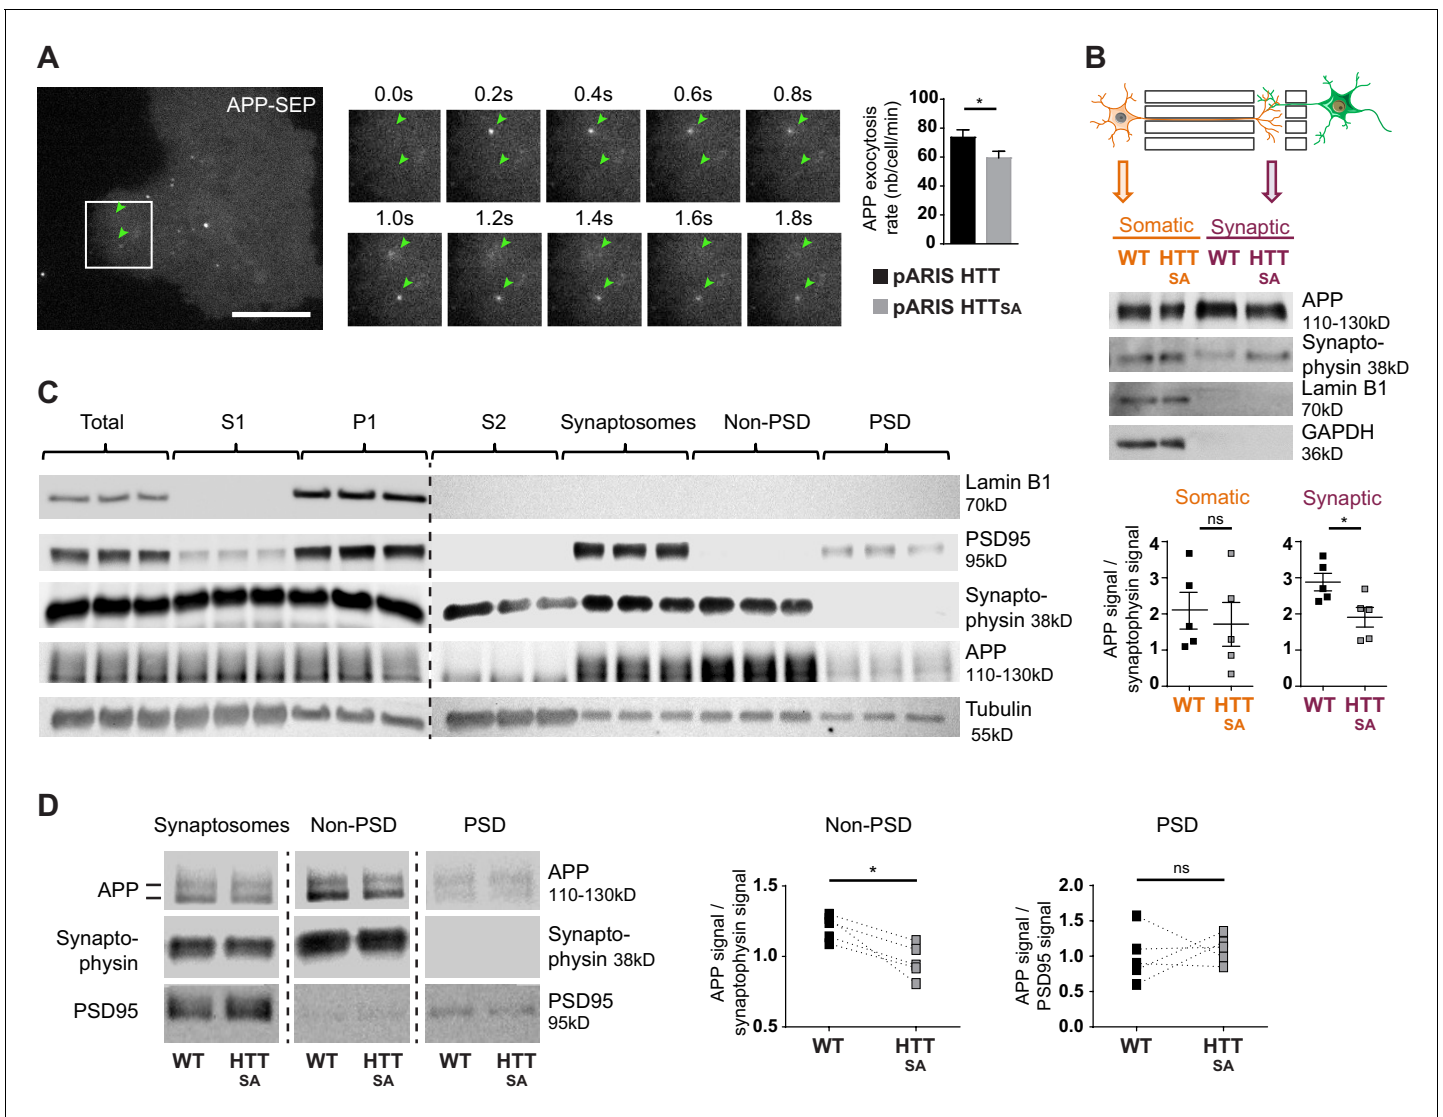 A
APP-SEP
0.0s 0.2s 0.4s 0.6s 0.8s
1.0s 1.2s 1.4s 1.6s 1.8s
APP exocytosis
rate (nb/cell/min)
100
80
60
40
20
0
*
pARIS HTT
pARIS HTTSA
B
Somatic Synaptic
WT HTT WT HTT
SA SA
APP
110-130kD
Synapto-
physin 38kD
Lamin B1
70kD
GAPDH
36kD
Somatic
Synaptic
APP signal /
synaptophysin signal
4
3
2
1
0
ns
WT HTT
SA
4
3
2
1
0
*
WT HTT
SA
C
Total S1 P1 S2 Synaptosomes Non-PSD PSD
Lamin B1
70kD
PSD95
95kD
Synapto-
physin 38kD
APP
110-130kD
Tubulin
55kD
D
Synaptosomes Non-PSD PSD
APP
APP
110-130kD
Synapto-
physin
Synapto-
physin 38kD
PSD95
PSD95
95kD
WT HTT WT HTT WT HTT
SA SA SA
Non-PSD
APP signal /
synaptophysin signal
1.5
1.0
0.5
*
WT HTT
SA
PSD
APP signal /
PSD95 signal
2.0
1.5
1.0
0.5
0.0
ns
WT HTT
SA